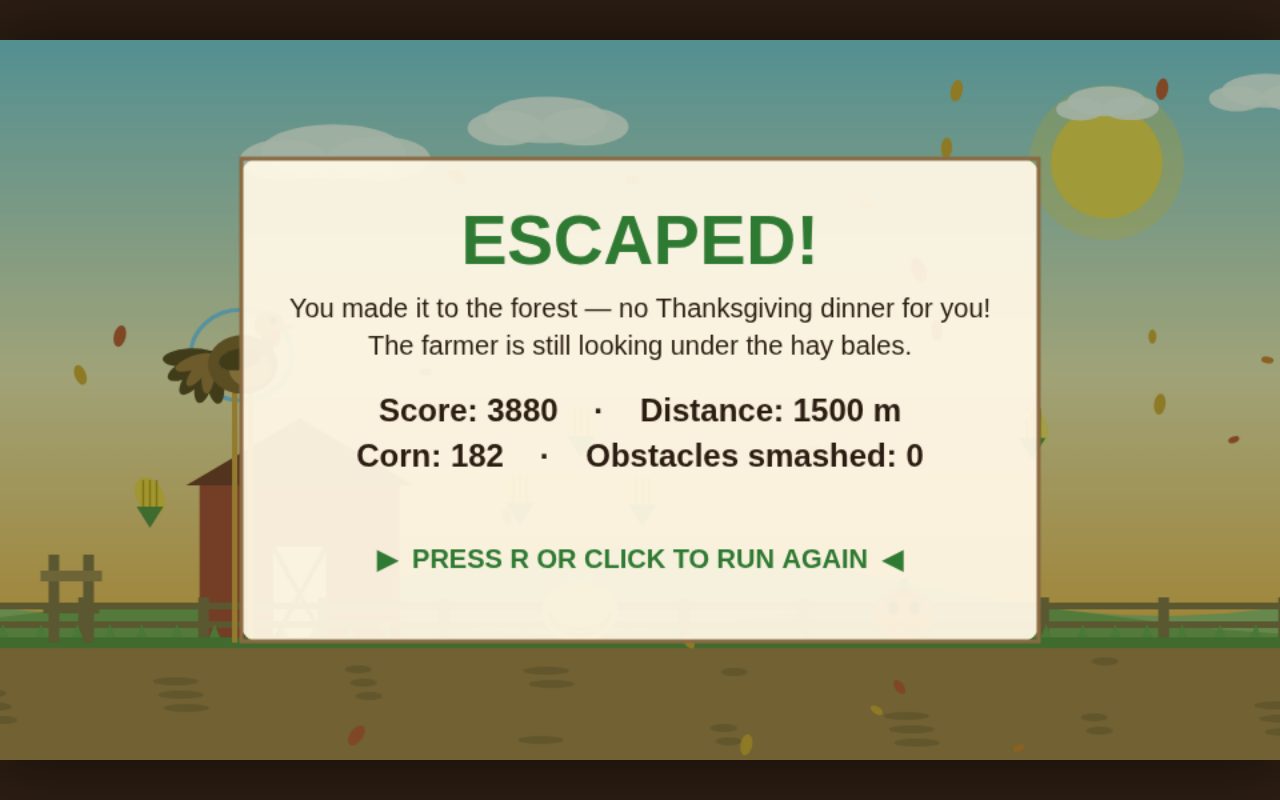 ESCAPED!
You made it to the forest — no Thanksgiving dinner for you!
The farmer is still looking under the hay bales.
Score: 3880 · Distance: 1500 m
Corn: 182 · Obstacles smashed: 0
▶ PRESS R OR CLICK TO RUN AGAIN ◀